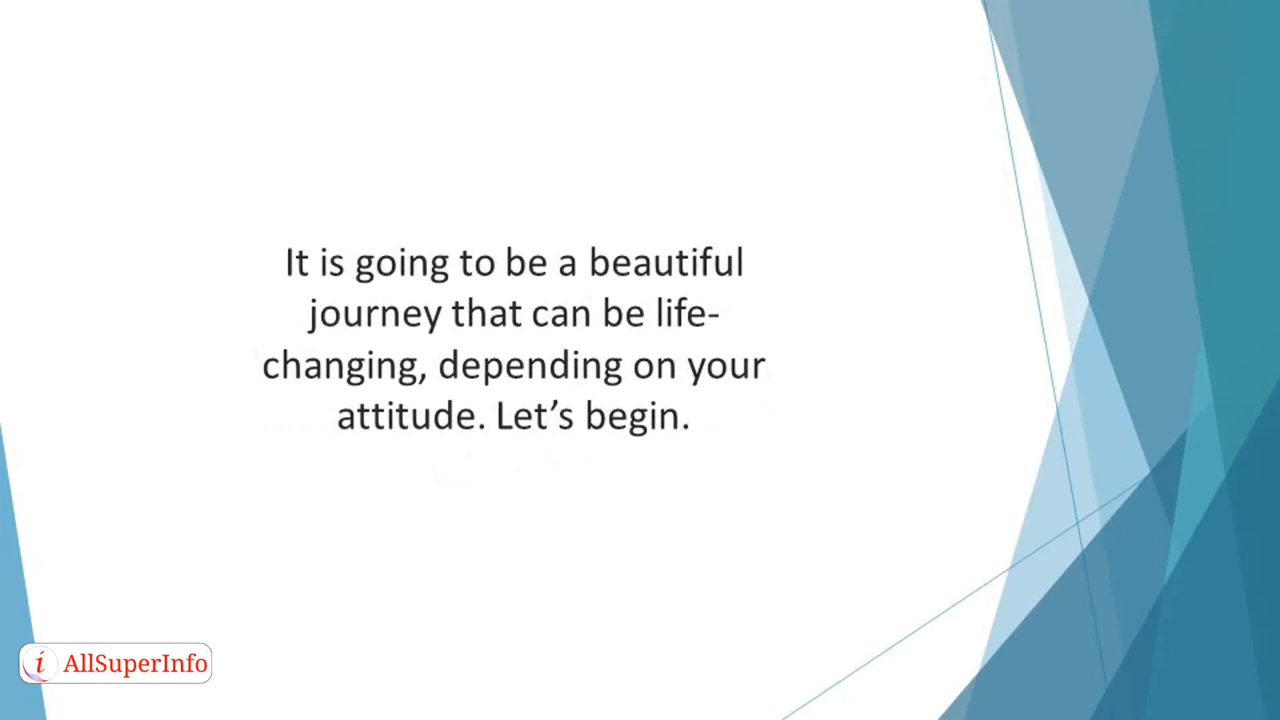 It is going to be a beautiful
journey that can be life-
changing, depending on your
attitude. Let’s begin.
i AllSuperInfo